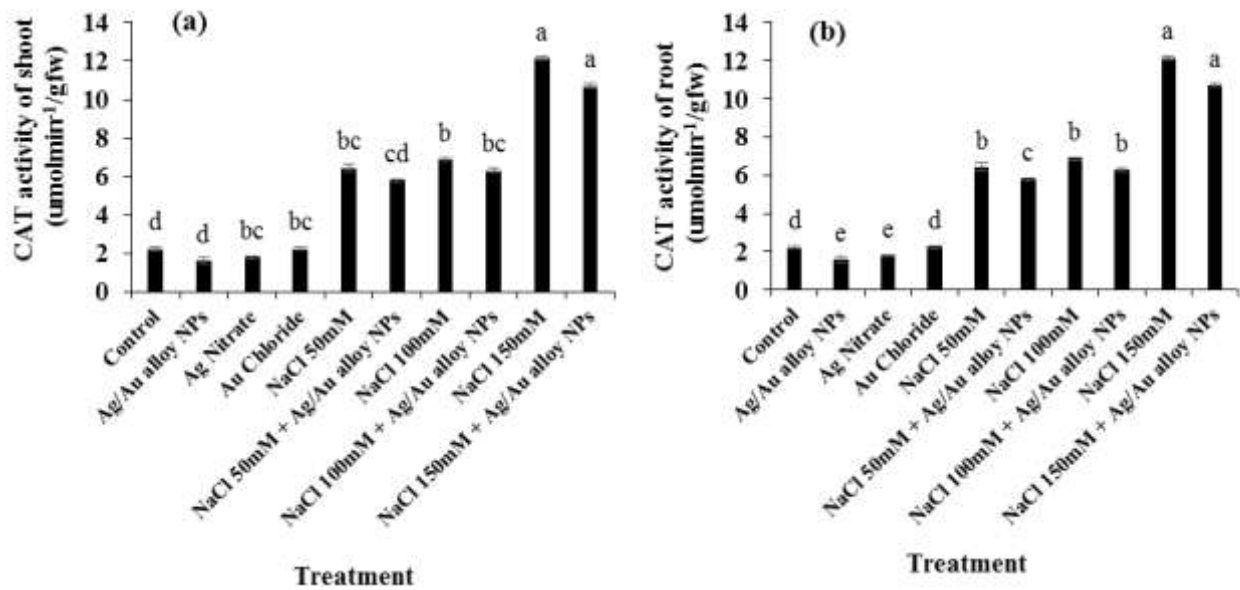 (a)
CAT activity of shoot
(umolmin⁻¹/gfw)
14
12
10
8
6
4
2
0
d
d
bc
bc
bc
cd
b
bc
a
a
Control
Ag/Au alloy NPs
Ag Nitrate
Au Chloride
NaCl 50mM
NaCl 50mM + Ag/Au alloy NPs
NaCl 100mM
NaCl 100mM + Ag/Au alloy NPs
NaCl 150mM
NaCl 150mM + Ag/Au alloy NPs
Treatment
(b)
CAT activity of root
(umolmin⁻¹/gfw)
14
12
10
8
6
4
2
0
d
e
e
d
b
c
b
b
a
a
Control
Ag/Au alloy NPs
Ag Nitrate
Au Chloride
NaCl 50mM
NaCl 50mM + Ag/Au alloy NPs
NaCl 100mM
NaCl 100mM + Ag/Au alloy NPs
NaCl 150mM
NaCl 150mM + Ag/Au alloy NPs
Treatment